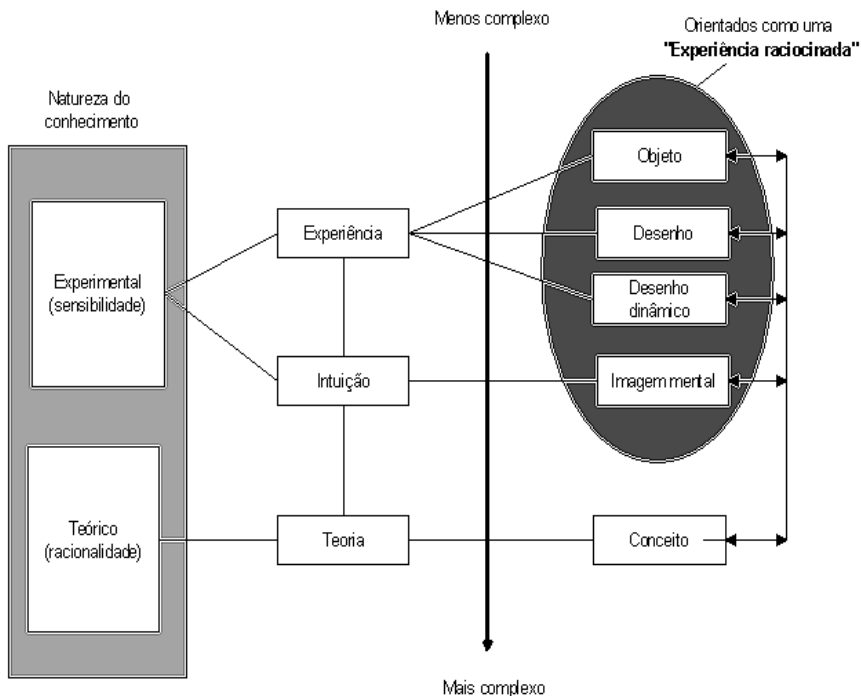 Menos complexo
Orientados como uma
"Experiência raciocinada"
Natureza do
conhecimento
Objeto
Experiência
Desenho
Experimental
(sensibilidade)
Desenho
dinâmico
Intuição
Imagem mental
Teórico
(racionalidade)
Teoria
Conceito
Mais complexo